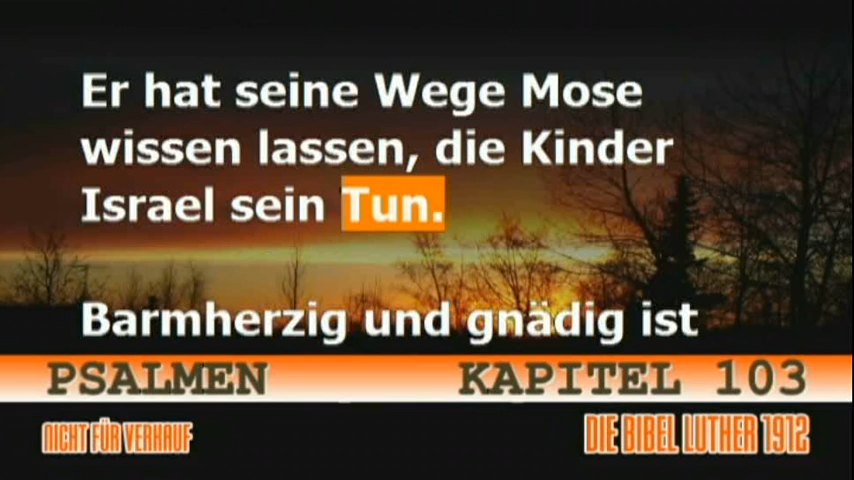 Er hat seine Wege Mose
wissen lassen, die Kinder
Israel sein Tun.
Barmherzig und gnädig ist
PSALMEN KAPITEL 103
NICHT FÜR VERKAUF DIE BIBEL LUTHER 1912